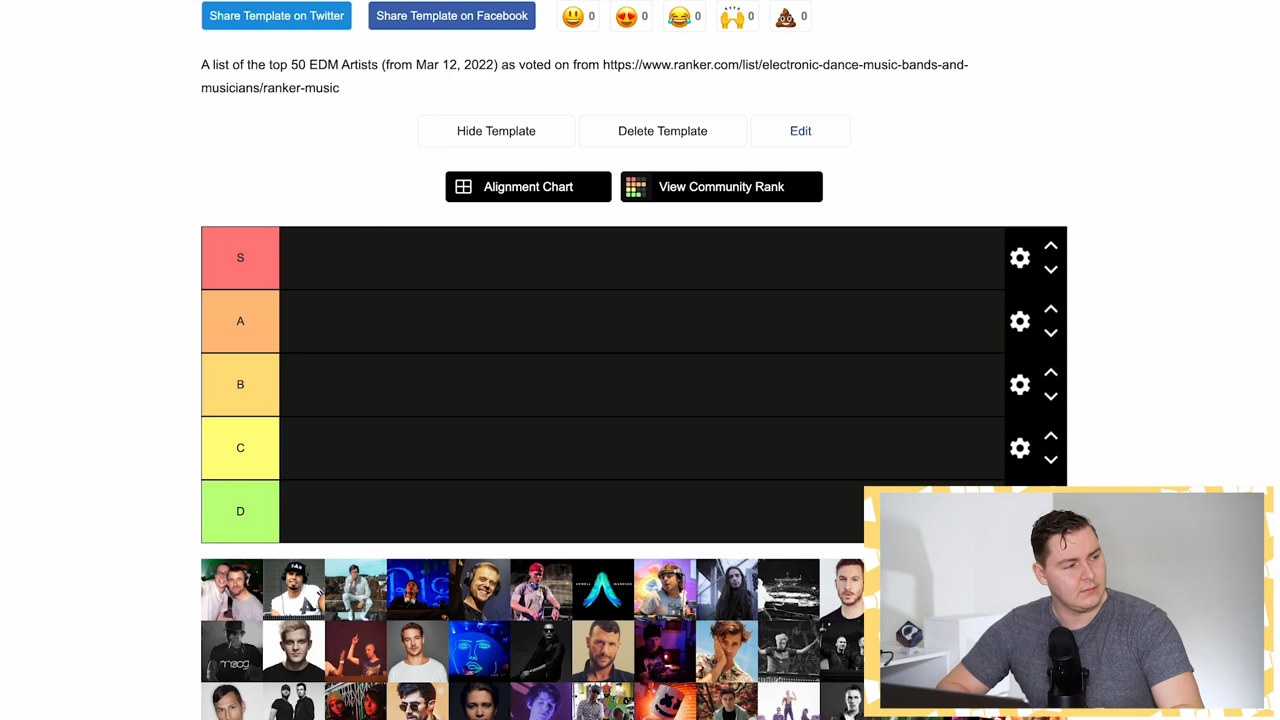 Share Template on Twitter
Share Template on Facebook
0
0
0
0
0
A list of the top 50 EDM Artists (from Mar 12, 2022) as voted on from https://www.ranker.com/list/electronic-dance-music-bands-and-
musicians/ranker-music
Hide Template
Delete Template
Edit
Alignment Chart
View Community Rank
S
A
B
C
D
moog